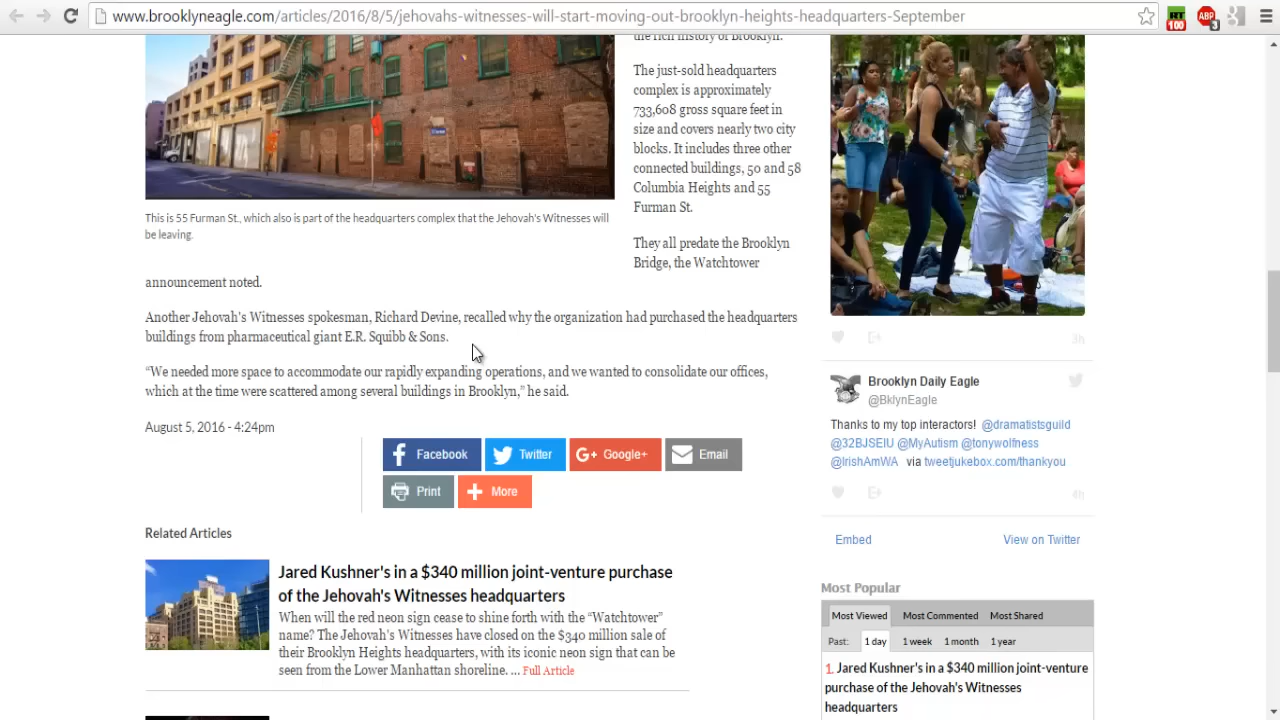 www.brooklyneagle.com/articles/2016/8/5/jehovahs-witnesses-will-start-moving-out-brooklyn-heights-headquarters-September
RT
100
ABP
3
the rich history of Brooklyn.
The just-sold headquarters
complex is approximately
733,608 gross square feet in
size and covers nearly two city
blocks. It includes three other
connected buildings, 50 and 58
Columbia Heights and 55
Furman St.
They all predate the Brooklyn
Bridge, the Watchtower
This is 55 Furman St., which also is part of the headquarters complex that the Jehovah's Witnesses will
be leaving.
announcement noted.
Another Jehovah's Witnesses spokesman, Richard Devine, recalled why the organization had purchased the headquarters
buildings from pharmaceutical giant E.R. Squibb & Sons.
“We needed more space to accommodate our rapidly expanding operations, and we wanted to consolidate our offices,
which at the time were scattered among several buildings in Brooklyn,” he said.
August 5, 2016 - 4:24pm
Facebook
Twitter
G+ Google+
Email
Print
More
Related Articles
Jared Kushner's in a $340 million joint-venture purchase
of the Jehovah's Witnesses headquarters
When will the red neon sign cease to shine forth with the “Watchtower”
name? The Jehovah's Witnesses have closed on the $340 million sale of
their Brooklyn Heights headquarters, with its iconic neon sign that can be
seen from the Lower Manhattan shoreline. ... Full Article
3h
Brooklyn Daily Eagle
@BklynEagle
Thanks to my top interactors! @dramatistsguild
@32BJSEIU @MyAutism @tonywolfness
@IrishAmWA via tweetjukebox.com/thankyou
4h
Embed
View on Twitter
Most Popular
Most Viewed Most Commented Most Shared
Past: 1 day 1 week 1 month 1 year
1. Jared Kushner's in a $340 million joint-venture
purchase of the Jehovah's Witnesses
headquarters